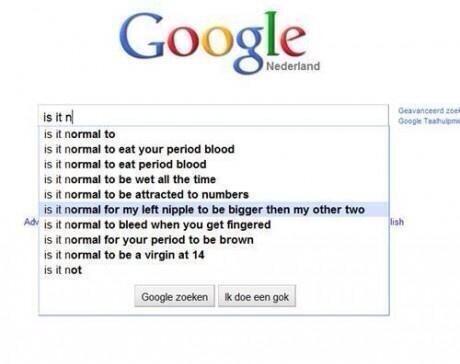 Google
Nederland
is it n
Geavanceerd
Google
is it normal to
is it normal to eat your period blood
is it normal to eat period blood
is it normal to be wet all the time
is it normal to be attracted to numbers
is it normal for my left nipple to be bigger then my other two
is it normal to bleed when you get fingered
is it normal for your period to be brown
is it normal to be a virgin at 14
is it not
Google zoeken
Ik doe een gok